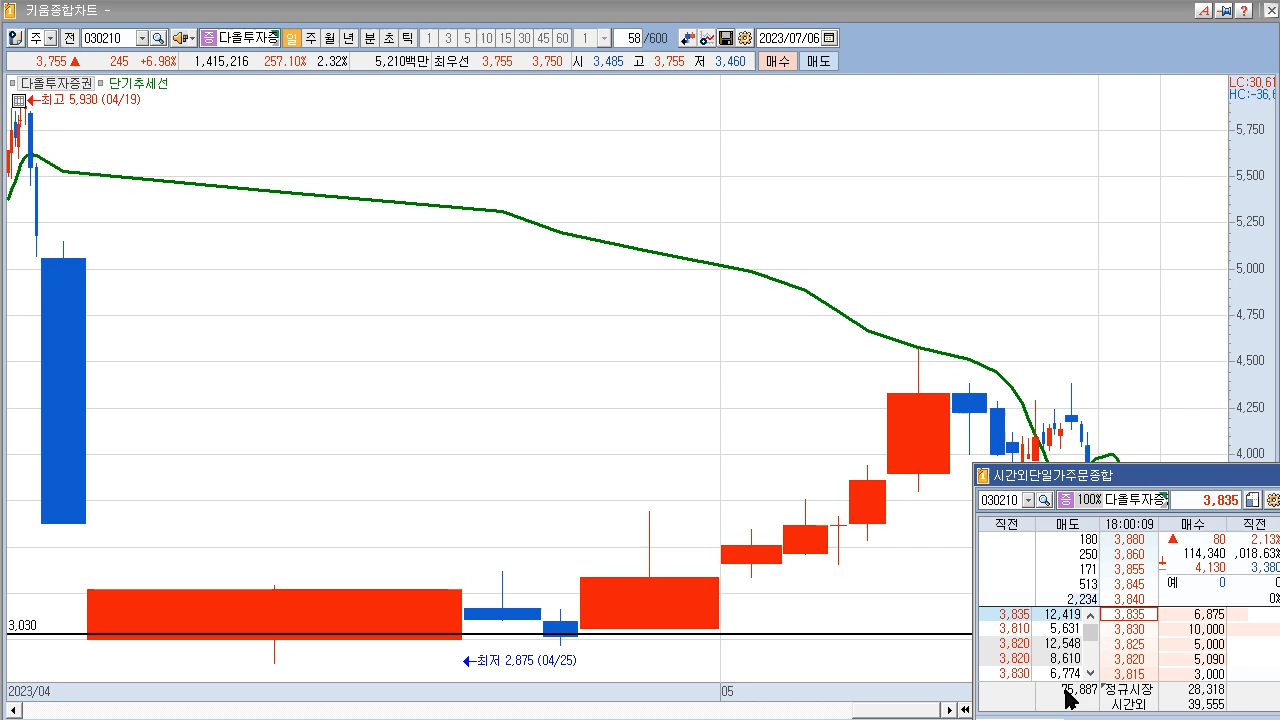 키움종합차트 -
주 전 030210 증 다올투자증 일 주 월 년 분 초 틱 1 3 5 10 15 30 45 60 1 58 /600 2023/07/06
3,755 ▲ 245 +6.98% 1,415,216 257.10% 2.32% 5,210백만 최우선 3,755 3,750 시 3,485 고 3,755 저 3,460 매수 매도
다올투자증권 단기추세선
LC:30,61
HC:-36,6
최고 5,930 (04/19)
5,750
5,500
5,250
5,000
4,750
4,500
4,250
4,000
3,030
최저 2,875 (04/25)
2023/04 05
시간외단일가주문종합
030210 증 100% 다올투자증 3,835
직전 매도 18:00:09 매수 직전
180 3,880 ▲ 80 2.13%
250 3,860 114,340 ,018,63
171 3,855 4,130 3,380
513 3,845 예 0 0
2,234 3,840 0%
3,835 12,419 3,835 6,875
3,810 5,631 3,830 10,000
3,820 12,548 3,825 5,000
3,820 8,610 3,820 5,090
3,830 6,774 3,815 3,000
75,887 정규시장 28,318
시간외 39,555